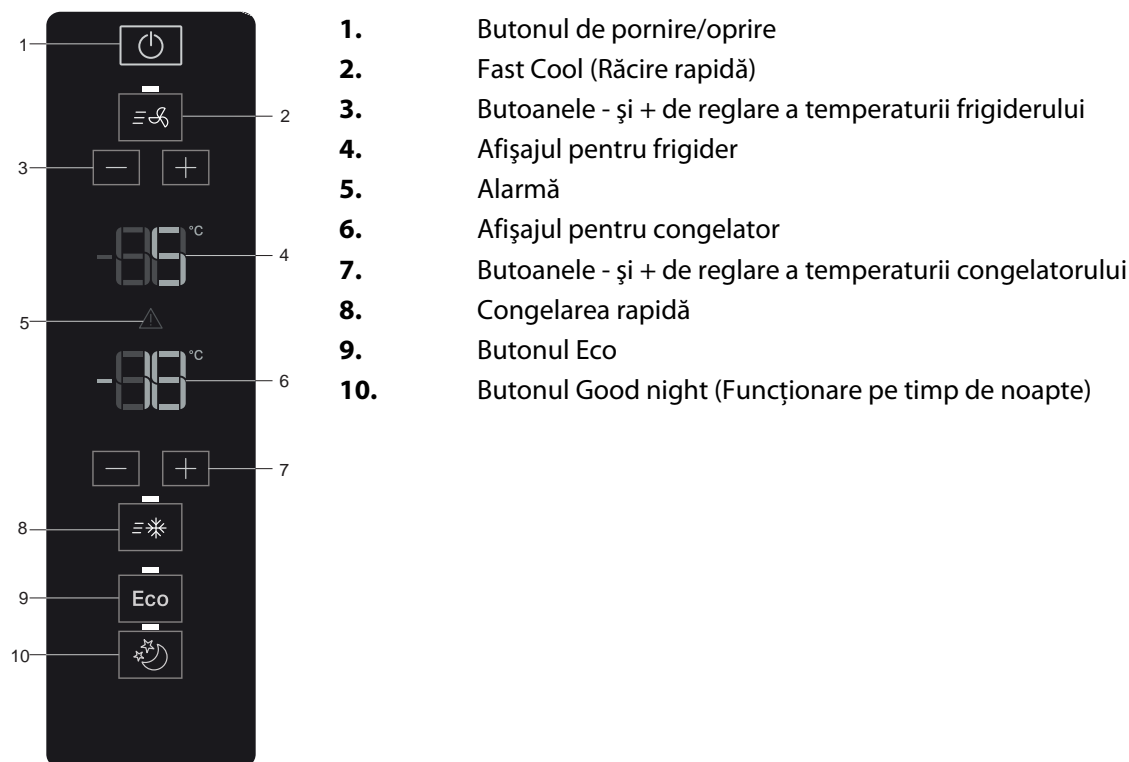 1. Butonul de pornire/oprire
2. Fast Cool (Răcire rapidă)
3. Butoanele - şi + de reglare a temperaturii frigiderului
4. Afişajul pentru frigider
5. Alarmă
6. Afişajul pentru congelator
7. Butoanele - şi + de reglare a temperaturii congelatorului
8. Congelarea rapidă
9. Butonul Eco
10. Butonul Good night (Funcționare pe timp de noapte)
1
2
3
- +
5 °C
4
5
-18 °C
6
- +
7
8
9
Eco
10